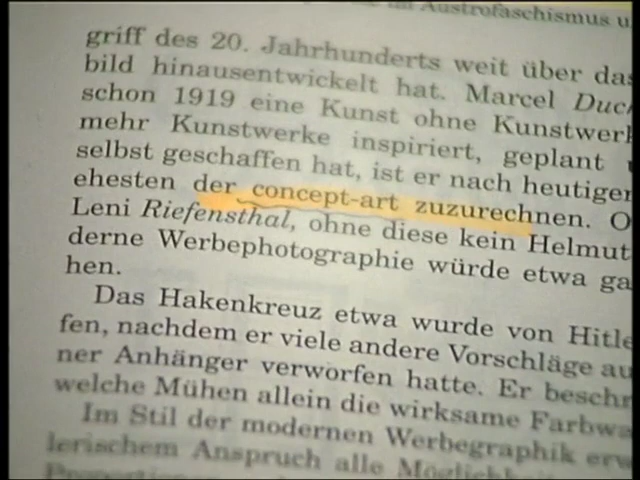 im Austrofaschismus u
griff des 20. Jahrhunderts weit über das
bild hinausentwickelt hat. Marcel Duch
schon 1919 eine Kunst ohne Kunstwerk
mehr Kunstwerke inspiriert, geplant u
selbst geschaffen hat, ist er nach heutiger
ehesten der concept-art zuzurechnen. O
Leni Riefensthal, ohne diese kein Helmut
derne Werbephotographie würde etwa ga
hen.
Das Hakenkreuz etwa wurde von Hitle
fen, nachdem er viele andere Vorschläge au
ner Anhänger verworfen hatte. Er beschr
welche Mühen allein die wirksame Farbwa
Im Stil der modernen Werbegraphik erw
lerischem Anspruch alle Möglichkeit